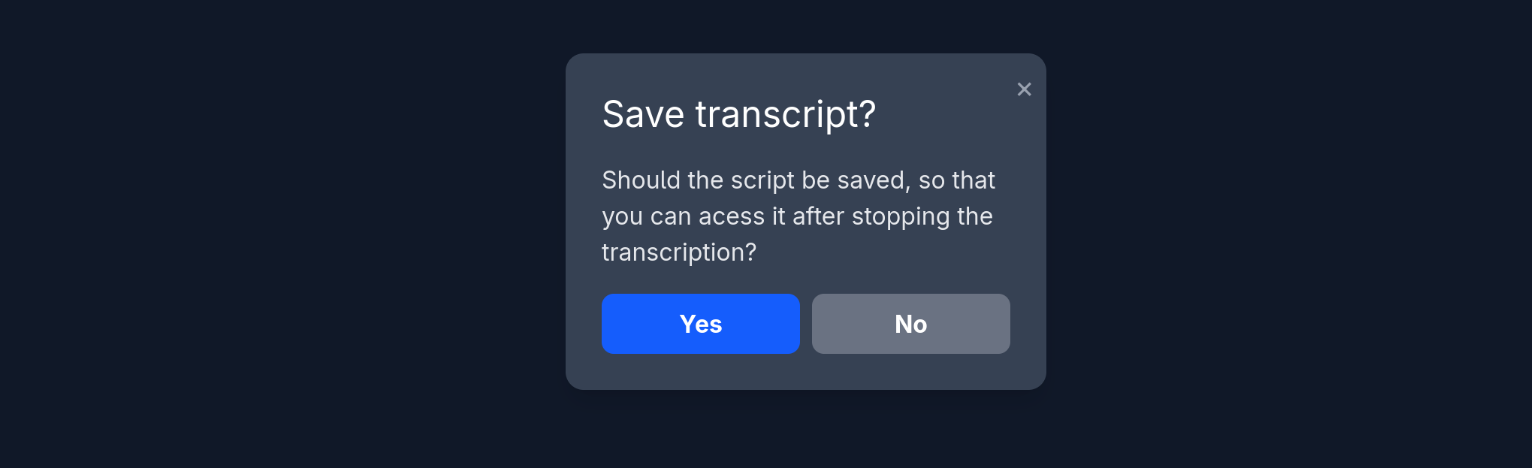 Save transcript?
Should the script be saved, so that
you can acess it after stopping the
transcription?
Yes
No